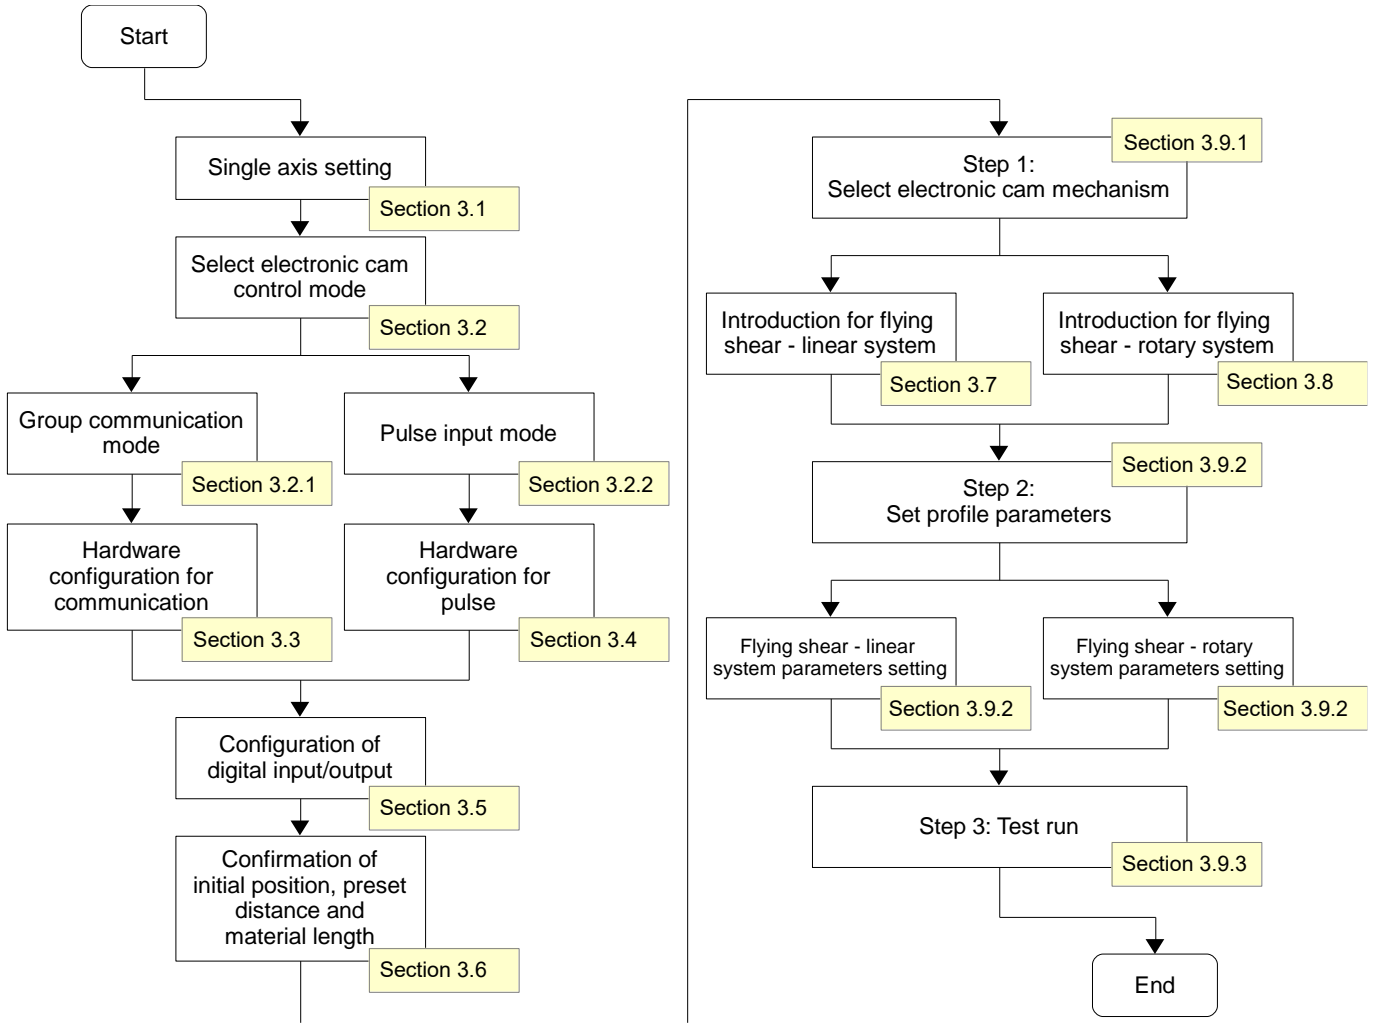 Start
Single axis setting
Section 3.1
Select electronic cam
control mode
Section 3.2
Group communication
mode
Section 3.2.1
Pulse input mode
Section 3.2.2
Hardware
configuration for
communication
Section 3.3
Hardware
configuration for
pulse
Section 3.4
Configuration of
digital input/output
Section 3.5
Confirmation of
initial position, preset
distance and
material length
Section 3.6
Section 3.9.1
Step 1:
Select electronic cam mechanism
Introduction for flying
shear - linear system
Section 3.7
Introduction for flying
shear - rotary system
Section 3.8
Section 3.9.2
Step 2:
Set profile parameters
Flying shear - linear
system parameters setting
Section 3.9.2
Flying shear - rotary
system parameters setting
Section 3.9.2
Step 3: Test run
Section 3.9.3
End